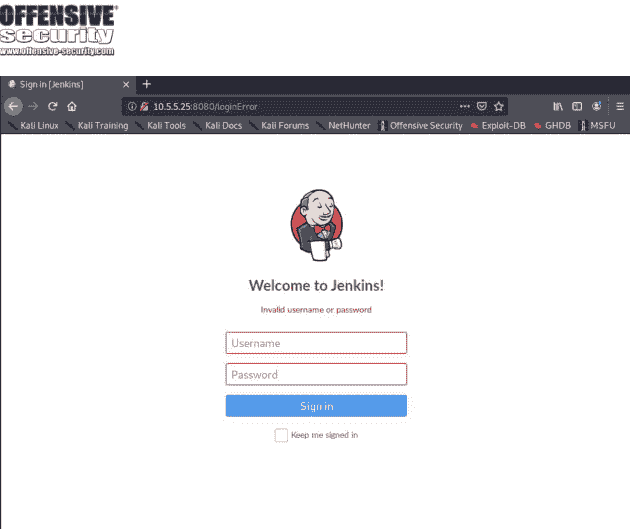 OFFENSIVE®
security
www.offensive-security.com
Sign in [Jenkins]
10.5.5.25:8080/loginError
Kali Linux Kali Training Kali Tools Kali Docs Kali Forums NetHunter Offensive Security Exploit-DB GHDB MSFU
Welcome to Jenkins!
Invalid username or password
Username
Password
Sign in
Keep me signed in